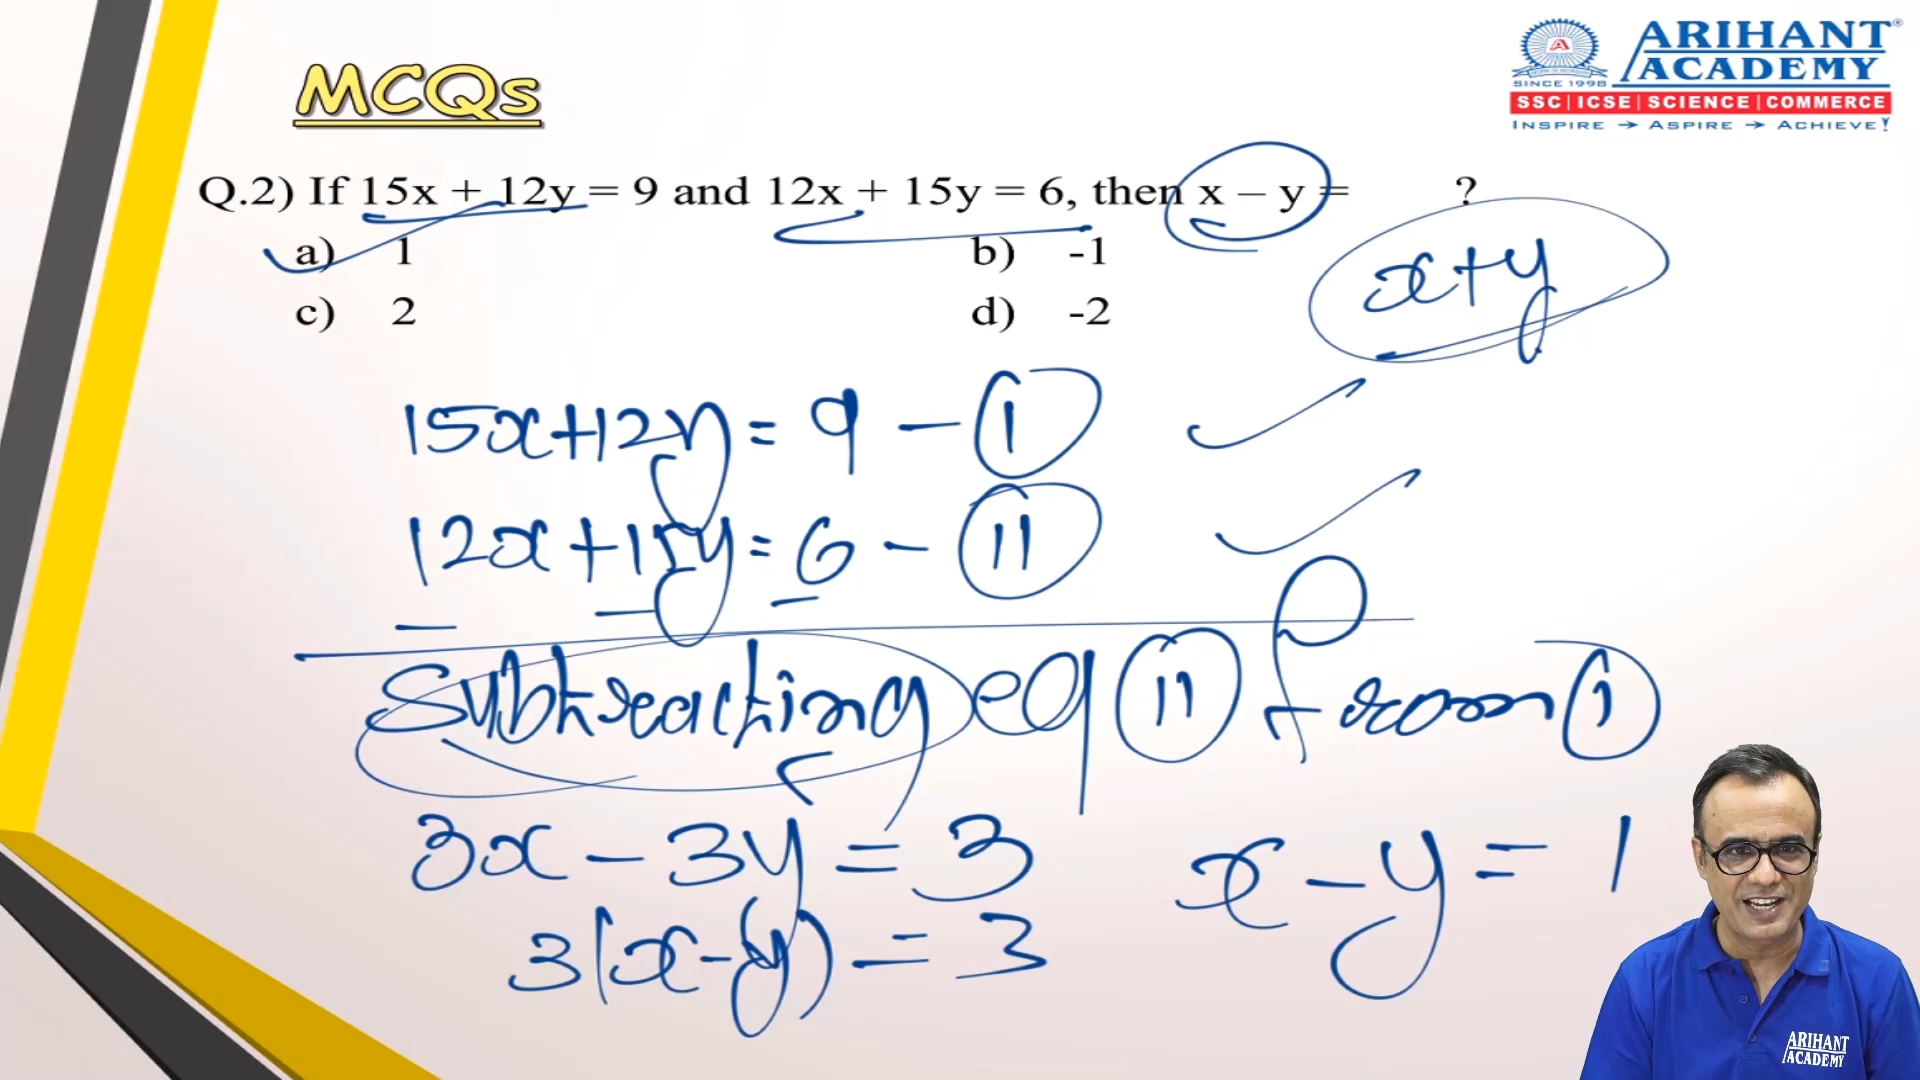 MCQs
ARIHANT
ACADEMY
SINCE 1998
SSC | ICSE | SCIENCE | COMMERCE
INSPIRE → ASPIRE → ACHIEVE!
Q.2) If 15x + 12y = 9 and 12x + 15y = 6, then x – y = ?
a) 1 b) -1
c) 2 d) -2
x+y
15x+12y = 9 – (1)
12x + 15y = 6 – (11)
Subtracting eq (11) from (1)
3x – 3y = 3 x – y = 1
3(x-y) = 3
ARIHANT
ACADEMY